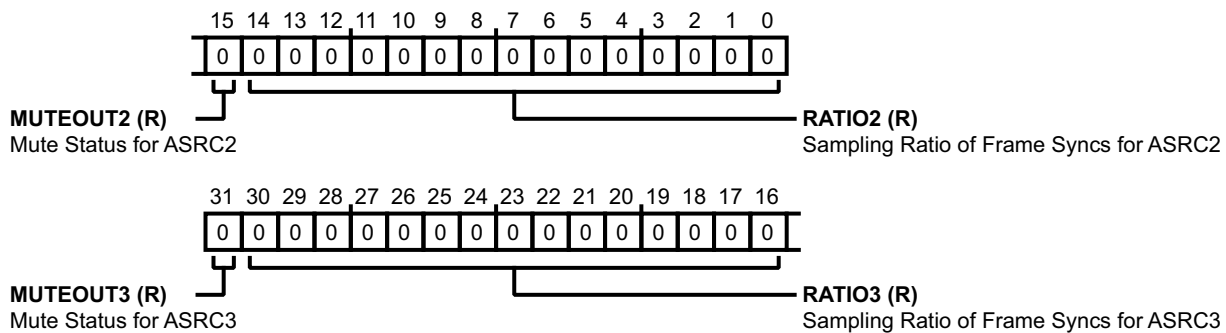 15 14 13 12 11 10 9 8 7 6 5 4 3 2 1 0
0 0 0 0 0 0 0 0 0 0 0 0 0 0 0 0
MUTEOUT2 (R) RATIO2 (R)
Mute Status for ASRC2 Sampling Ratio of Frame Syncs for ASRC2
31 30 29 28 27 26 25 24 23 22 21 20 19 18 17 16
0 0 0 0 0 0 0 0 0 0 0 0 0 0 0 0
MUTEOUT3 (R) RATIO3 (R)
Mute Status for ASRC3 Sampling Ratio of Frame Syncs for ASRC3